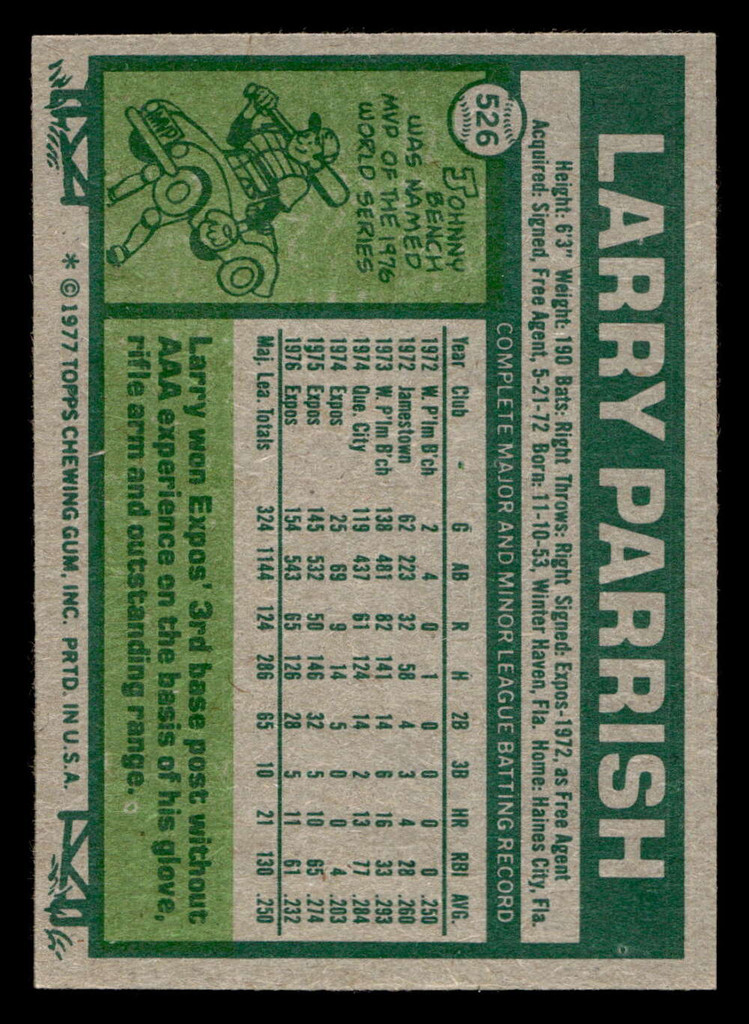 LARRY PARRISH
526
Height: 6'3" Weight: 190 Bats: Right Throws: Right Signed: Expos-1972, as Free Agent
Acquired: Signed, Free Agent, 5-21-72 Born: 11-10-53, Winter Haven, Fla. Home: Haines City, Fla.
COMPLETE MAJOR AND MINOR LEAGUE BATTING RECORD
Year Club G AB R H 2B 3B HR RBI AVG.
1972 W. P'lm B'ch 2 4 0 1 0 0 0 0 .250
1972 Jamestown 62 223 32 58 4 3 4 28 .260
1973 W. P'lm B'ch 138 481 82 141 14 6 16 33 .293
1974 Que. City 119 437 61 124 14 2 13 77 .284
1974 Expos 25 69 9 14 5 0 0 4 .203
1975 Expos 145 532 50 146 32 5 10 65 .274
1976 Expos 154 543 65 126 28 5 11 61 .232
Maj. Lea. Totals 324 1144 124 286 65 10 21 130 .250
JOHNNY
BENCH
WAS NAMED
MVP OF THE 1976
WORLD SERIES
MVP
Larry won Expos' 3rd base post without
AAA experience on the basis of his glove,
rifle arm and outstanding range.
* © 1977 TOPPS CHEWING GUM, INC. PRTD. IN U.S.A.